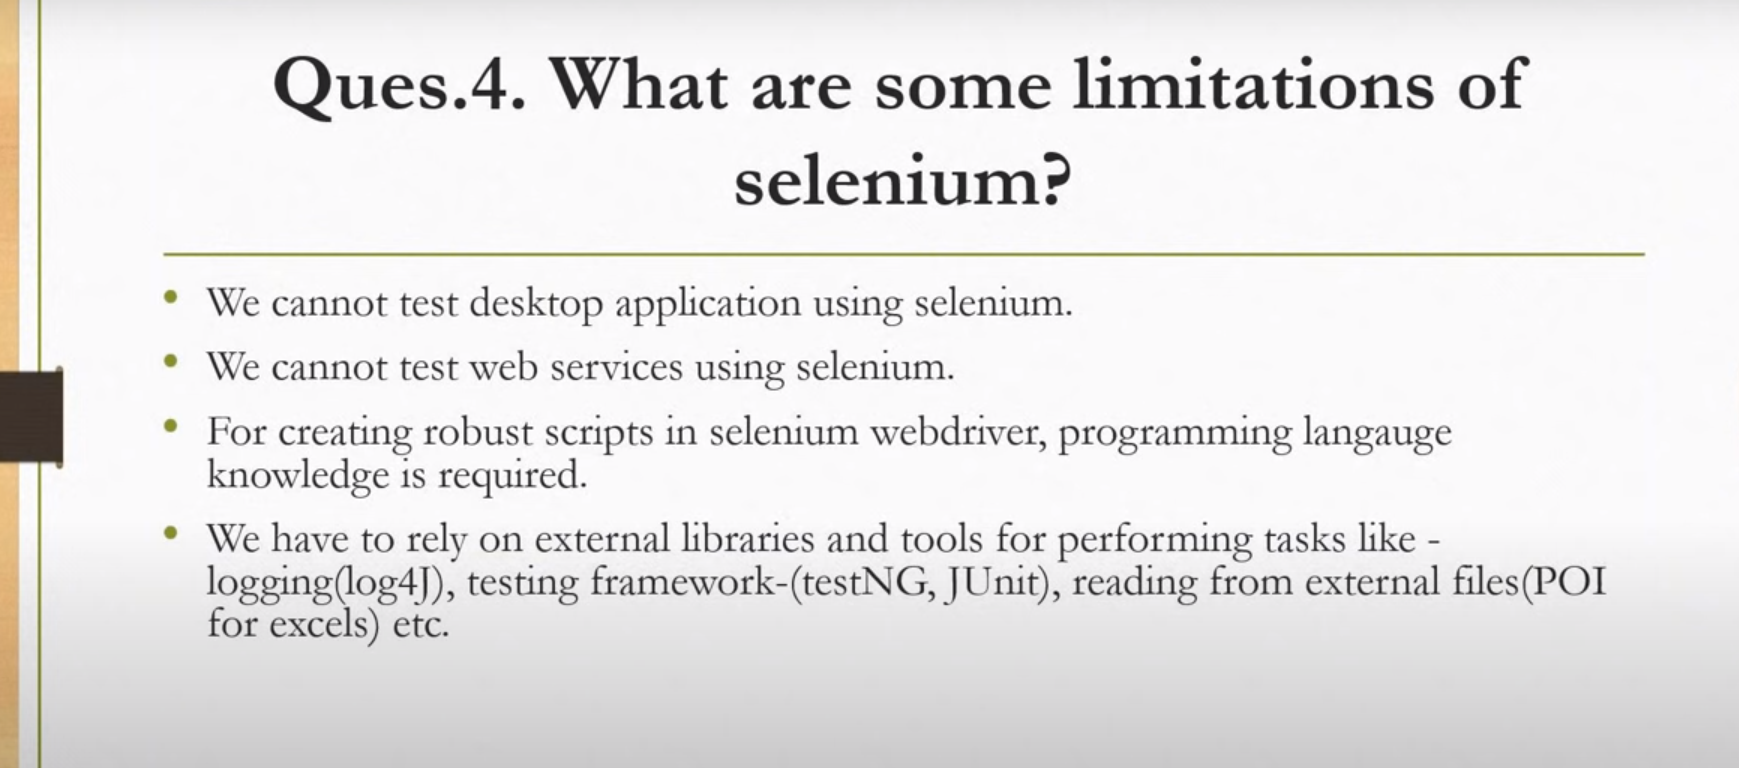 Ques.4. What are some limitations of
selenium?
• We cannot test desktop application using selenium.
• We cannot test web services using selenium.
• For creating robust scripts in selenium webdriver, programming langauge
knowledge is required.
• We have to rely on external libraries and tools for performing tasks like -
logging(log4J), testing framework-(testNG, JUnit), reading from external files(POI
for excels) etc.